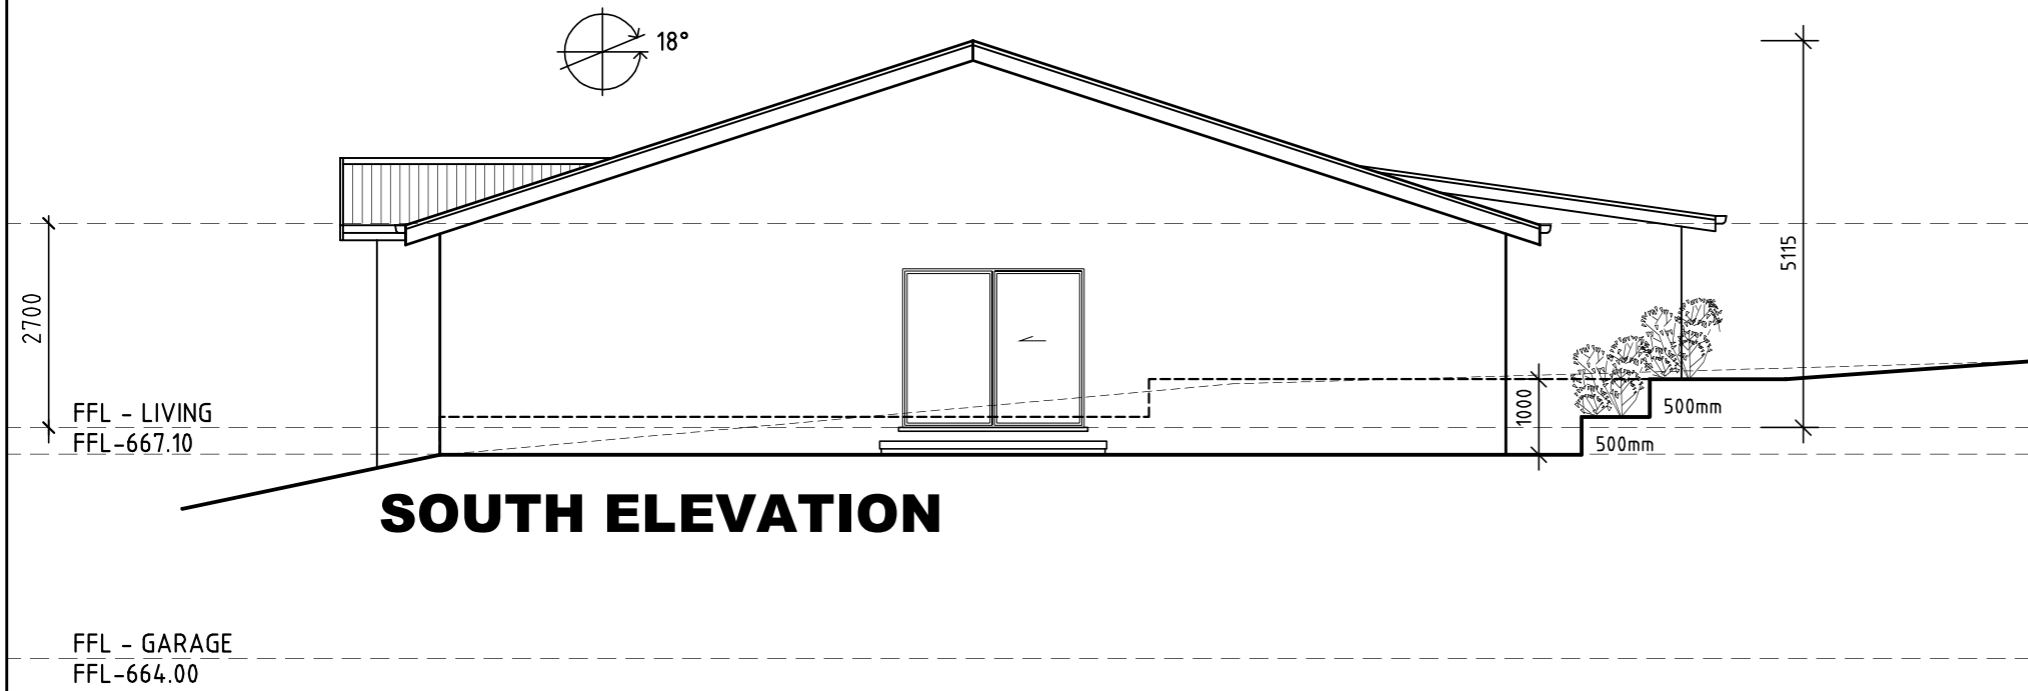 18°
5115
2700
FFL - LIVING
FFL-667.10
1000
500mm
500mm
SOUTH ELEVATION
FFL - GARAGE
FFL-664.00